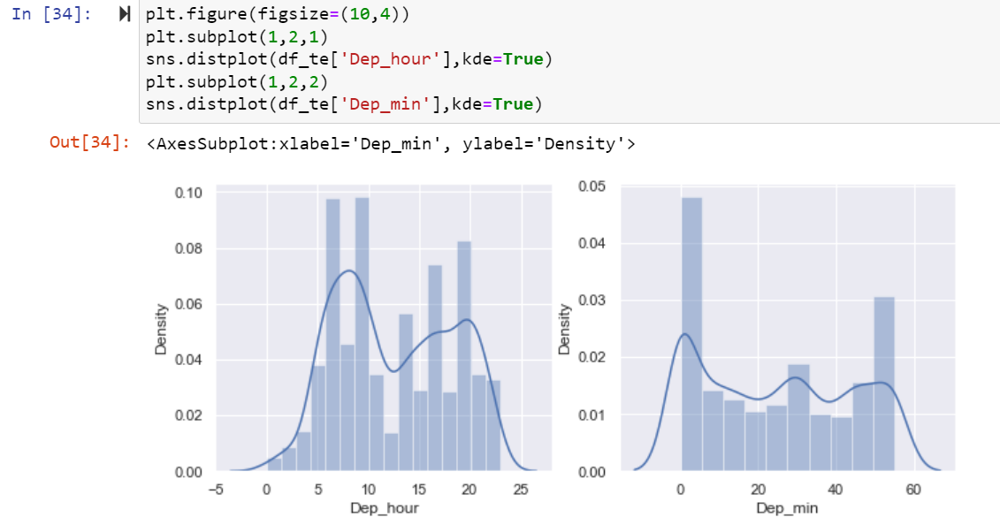 In [34]:
plt.figure(figsize=(10,4))
plt.subplot(1,2,1)
sns.distplot(df_te['Dep_hour'],kde=True)
plt.subplot(1,2,2)
sns.distplot(df_te['Dep_min'],kde=True)
Out[34]: <AxesSubplot:xlabel='Dep_min', ylabel='Density'>
0.10
0.08
0.06
0.04
0.02
0.00
Density
−5 0 5 10 15 20 25
Dep_hour
0.05
0.04
0.03
0.02
0.01
0.00
Density
0 20 40 60
Dep_min